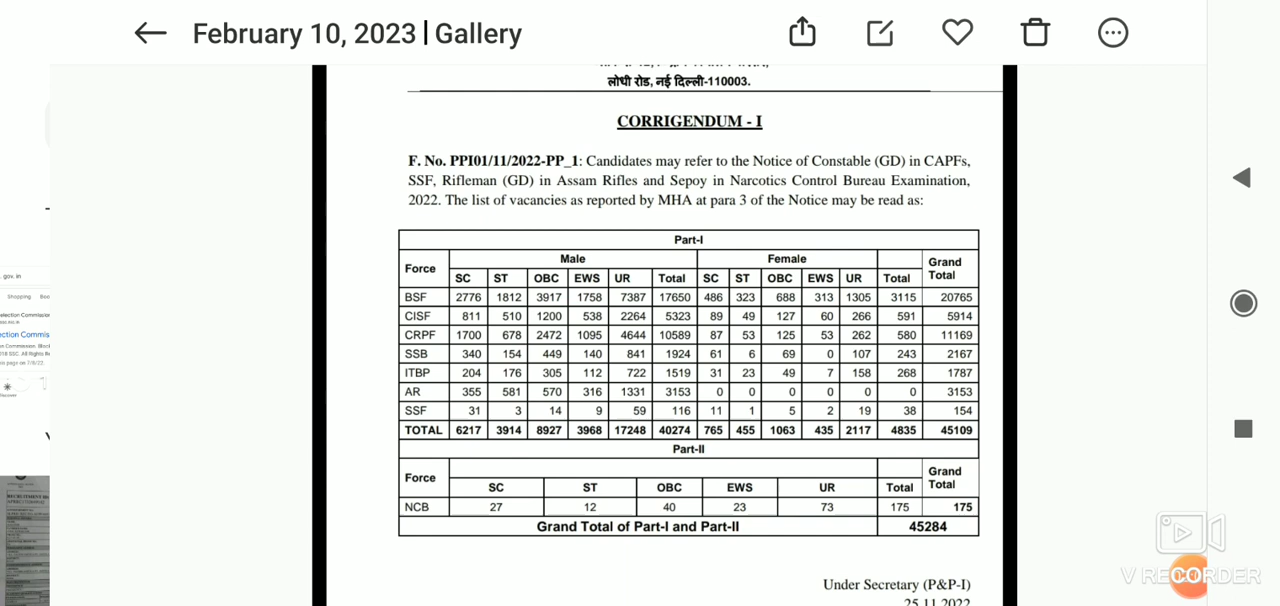 February 10, 2023 | Gallery
लोधी रोड, नई दिल्ली-110003.
CORRIGENDUM - I
F. No. PPI01/11/2022-PP_1: Candidates may refer to the Notice of Constable (GD) in CAPFs,
SSF, Rifleman (GD) in Assam Rifles and Sepoy in Narcotics Control Bureau Examination,
2022. The list of vacancies as reported by MHA at para 3 of the Notice may be read as:
Part-I
Force Male Female Grand Total
SC ST OBC EWS UR Total SC ST OBC EWS UR Total
BSF 2776 1812 3917 1758 7387 17650 486 323 688 313 1305 3115 20765
CISF 811 510 1200 538 2264 5323 89 49 127 60 266 591 5914
CRPF 1700 678 2472 1095 4644 10589 87 53 125 53 262 580 11169
SSB 340 154 449 140 841 1924 61 6 69 0 107 243 2167
ITBP 204 176 305 112 722 1519 31 23 49 7 158 268 1787
AR 355 581 570 316 1331 3153 0 0 0 0 0 0 3153
SSF 31 3 14 9 59 116 11 1 5 2 19 38 154
TOTAL 6217 3914 8927 3968 17248 40274 765 455 1063 435 2117 4835 45109
Part-II
Force Grand Total
SC ST OBC EWS UR Total
NCB 27 12 40 23 73 175 175
Grand Total of Part-I and Part-II 45284
Under Secretary (P&P-I)
25.11.2022
gov.in
Shopping
V RECORDER